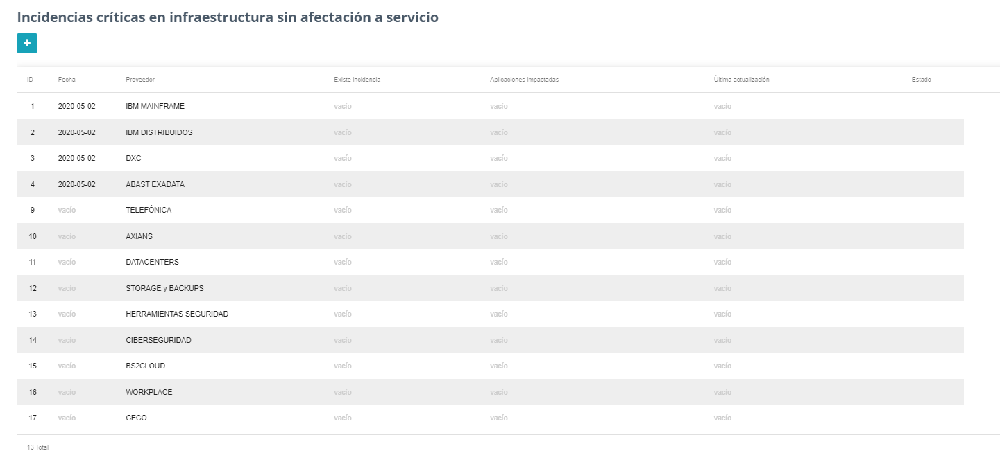 Incidencias críticas en infraestructura sin afectación a servicio
+
ID Fecha Proveedor Existe incidencia Aplicaciones impactadas Última actualización Estado
1 2020-05-02 IBM MAINFRAME vacío vacío vacío
2 2020-05-02 IBM DISTRIBUIDOS vacío vacío vacío
3 2020-05-02 DXC vacío vacío vacío
4 2020-05-02 ABAST EXADATA vacío vacío vacío
9 vacío TELEFÓNICA vacío vacío vacío
10 vacío AXIANS vacío vacío vacío
11 vacío DATACENTERS vacío vacío vacío
12 vacío STORAGE y BACKUPS vacío vacío vacío
13 vacío HERRAMIENTAS SEGURIDAD vacío vacío vacío
14 vacío CIBERSEGURIDAD vacío vacío vacío
15 vacío BS2CLOUD vacío vacío vacío
16 vacío WORKPLACE vacío vacío vacío
17 vacío CECO vacío vacío vacío
13 Total